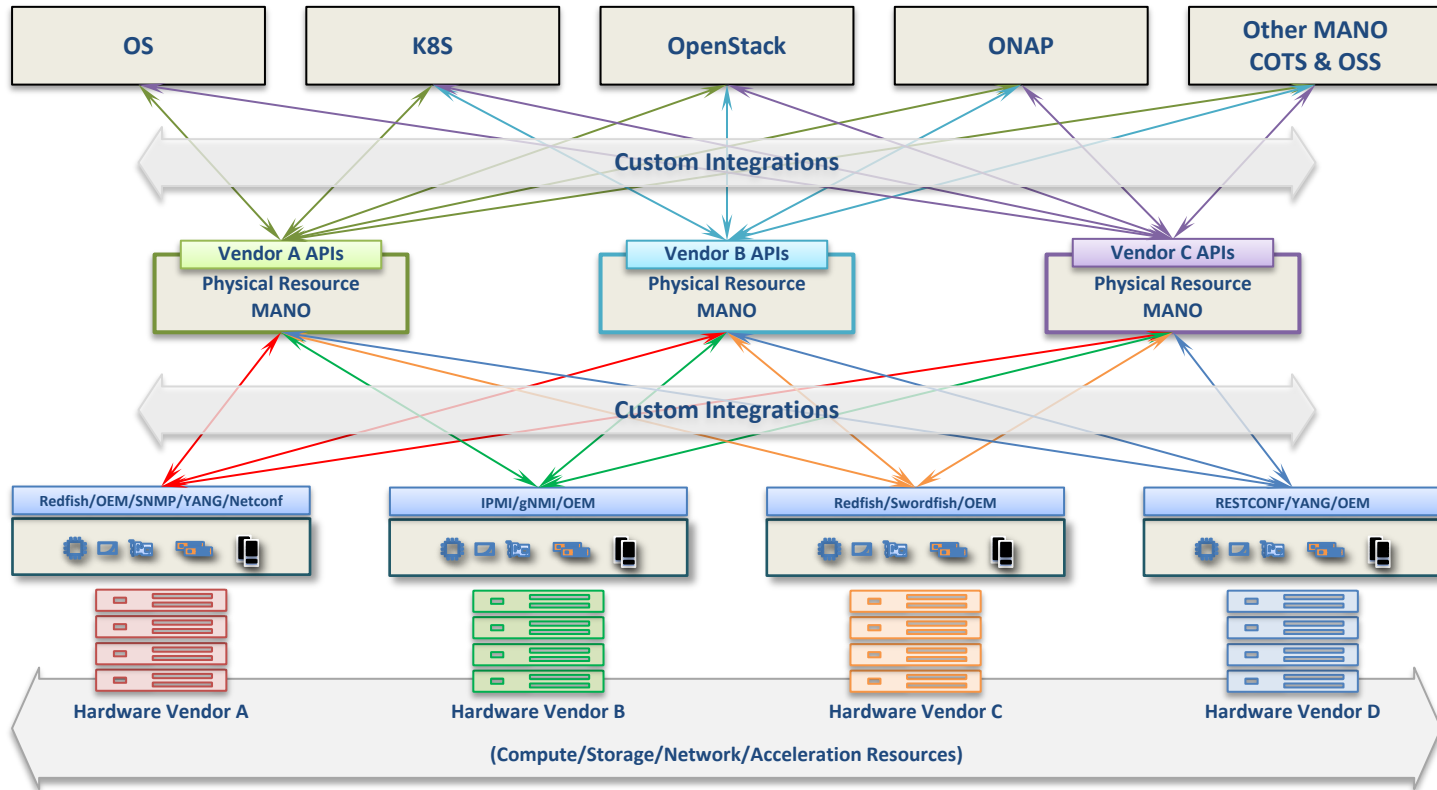 OS
K8S
OpenStack
ONAP
Other MANO
COTS & OSS
Custom Integrations
Vendor A APIs
Vendor B APIs
Vendor C APIs
Physical Resource
MANO
Physical Resource
MANO
Physical Resource
MANO
Custom Integrations
Redfish/OEM/SNMP/YANG/Netconf
IPMI/gNMI/OEM
Redfish/Swordfish/OEM
RESTCONF/YANG/OEM
Hardware Vendor A
Hardware Vendor B
Hardware Vendor C
Hardware Vendor D
(Compute/Storage/Network/Acceleration Resources)